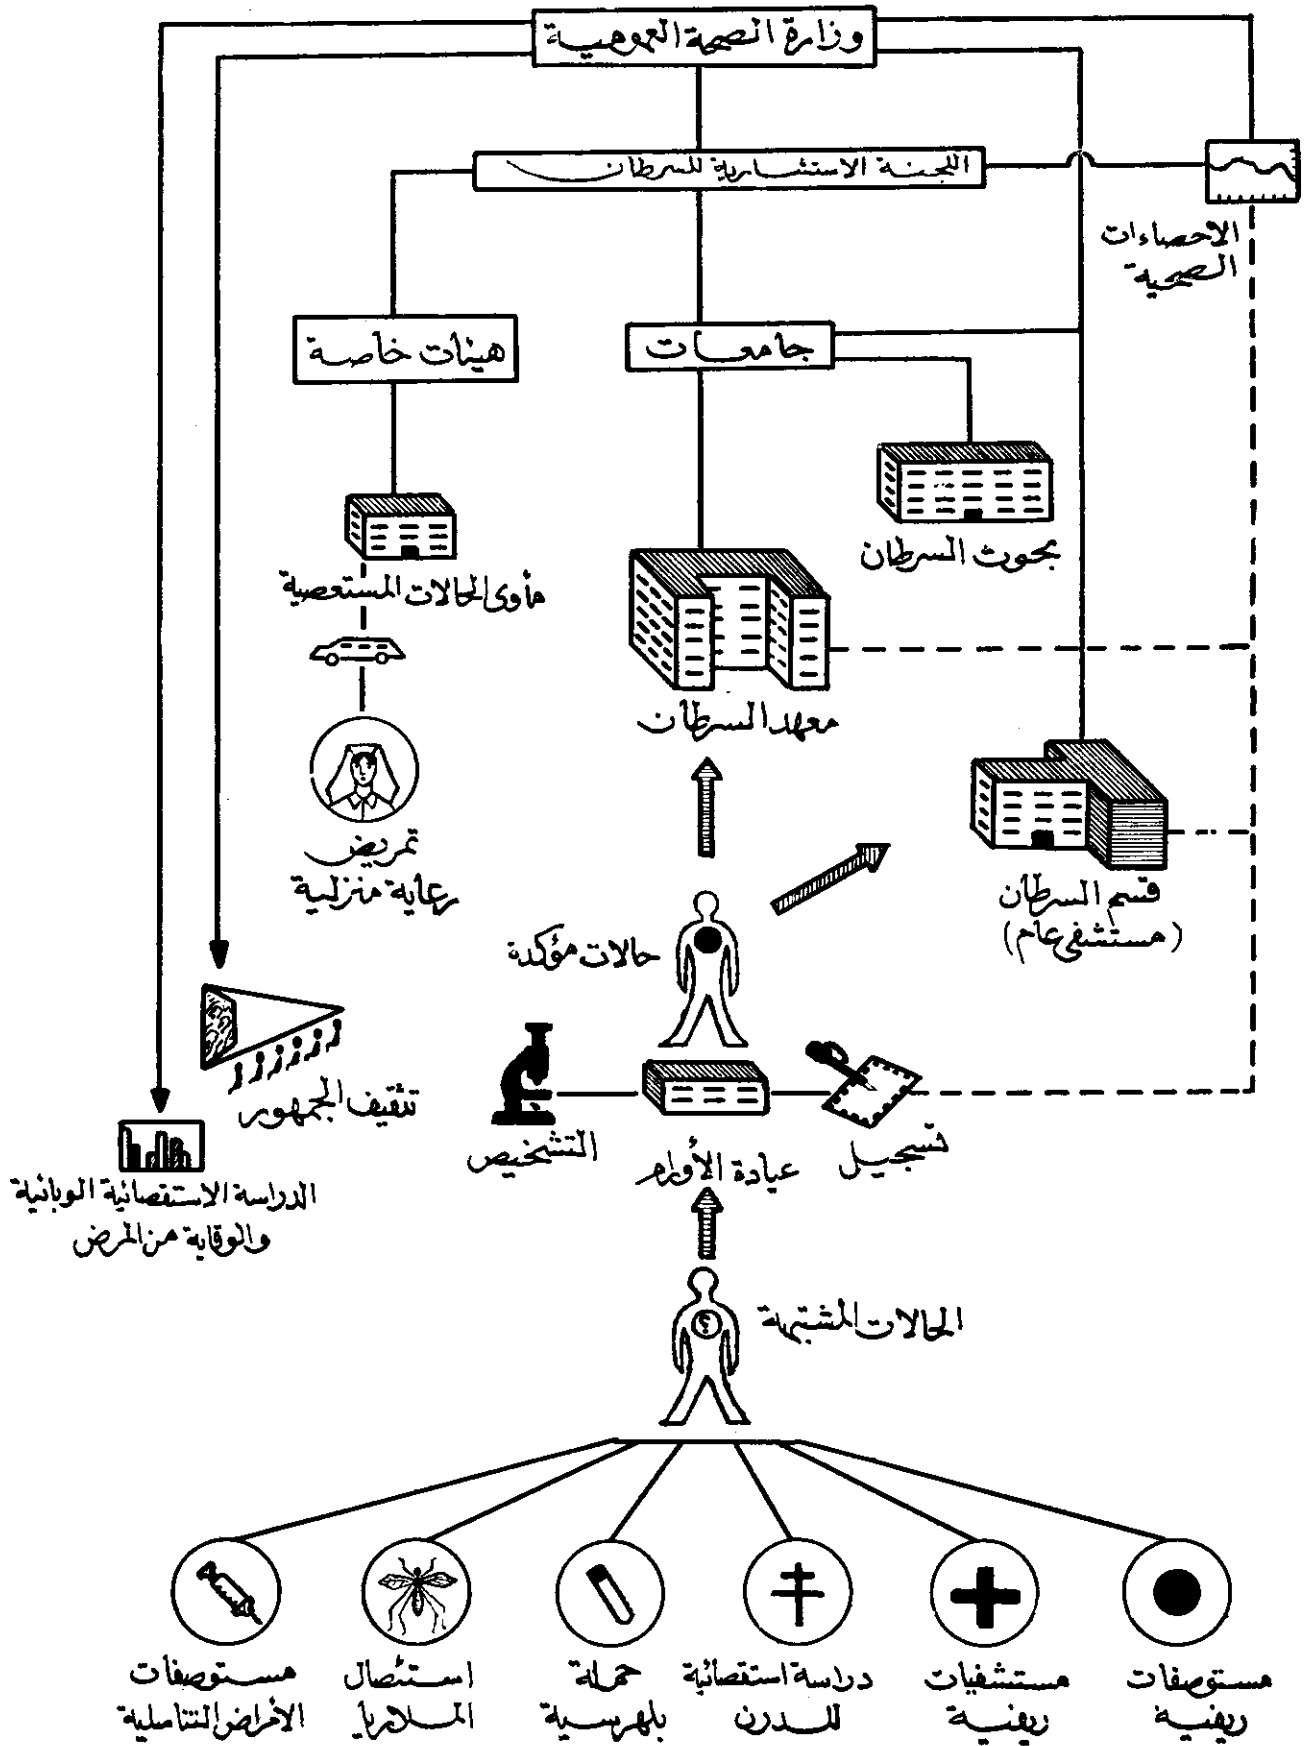 وزارة الصحة العمومية
اللجنة الاستشارية للسرطان
الاحصاءات
الصحية
هيئات خاصة
جامعات
بحوث السرطان
مأوى الحالات المستعصية
معهد السرطان
تمريض
رعاية منزلية
قسم السرطان
(مستشفى عام)
حالات مؤكدة
تثقيف الجمهور
التشخيص
عيادة الأورام
تسجيل
الدراسة الاستقصائية الوبائية
والوقاية من المرض
الحالات المشتبهة
؟
مستوصفات
ريفية
مستشفيات
ريفية
دراسة استقصائية
للدرن
حملة
بلهرسية
استئصال
الملاريا
مستوصفات
الأمراض التناسلية